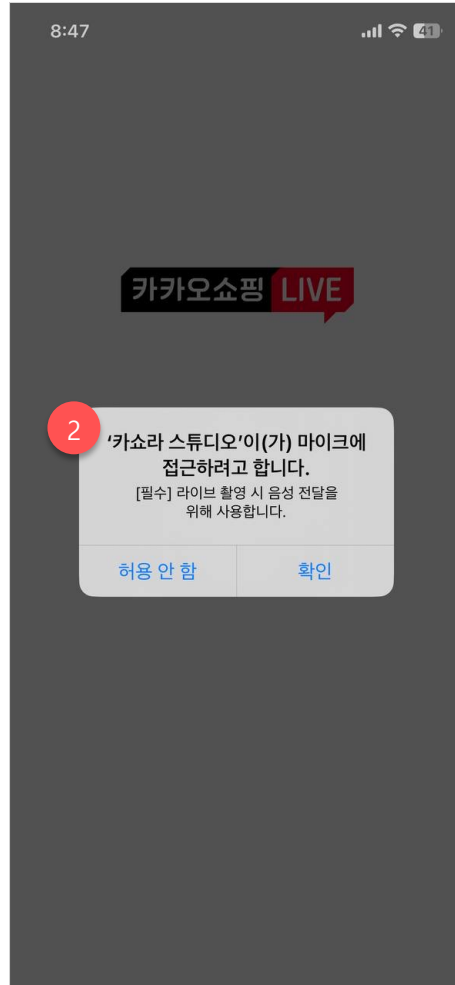 8:47
41
카카오쇼핑 LIVE
2
‘카쇼라 스튜디오’이(가) 마이크에
접근하려고 합니다.
[필수] 라이브 촬영 시 음성 전달을
위해 사용합니다.
허용 안 함
확인